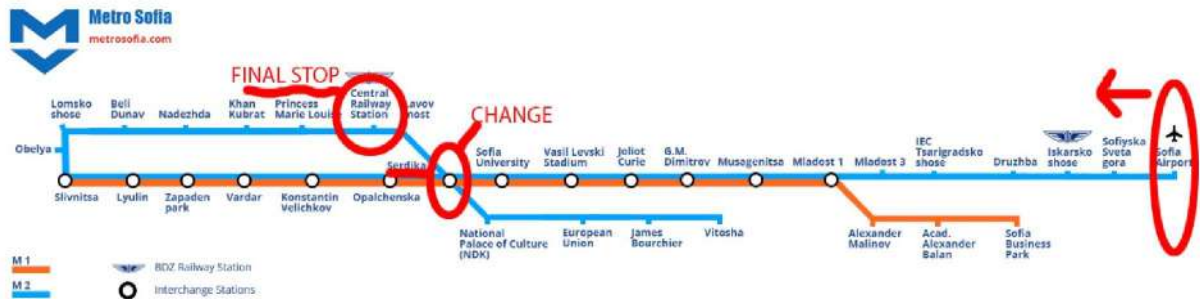 Metro Sofia
metrosofia.com
FINAL STOP
CHANGE
Lomsko
shose
Beli
Dunav
Nadezhda
Khan
Kubrat
Princess
Marie Louise
Central
Railway
Station
Lavov
most
Obelya
Serdika
Sofia
University
Vasil Levski
Stadium
Joliot
Curie
G.M.
Dimitrov
Musagenitsa
Mladost 1
Mladost 3
IEC
Tsarigradsko
shose
Druzhba
Iskarsko
shose
Sofiyska
Sveta
gora
Sofia
Airport
Slivnitsa
Lyulin
Zapaden
park
Vardar
Konstantin
Velichkov
Opalchenska
National
Palace of Culture
(NDK)
European
Union
James
Bourchier
Vitosha
Alexander
Malinov
Acad.
Alexander
Balan
Sofia
Business
Park
M 1
M 2
BDZ Railway Station
Interchange Stations